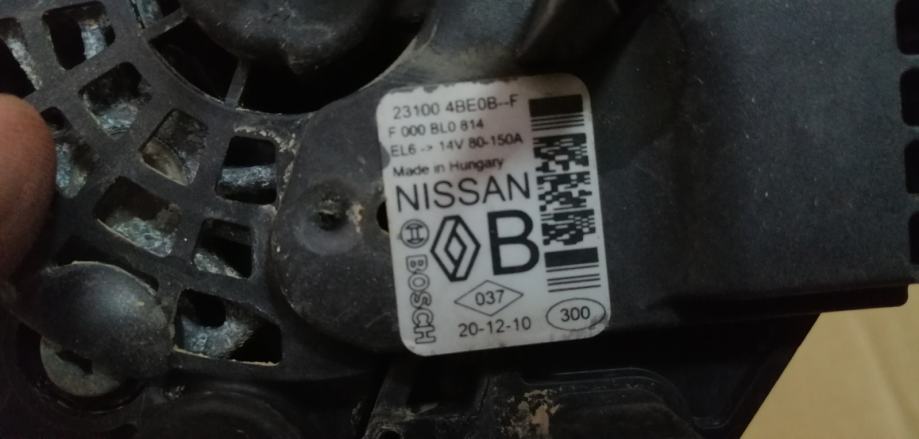 23100 4BE0B--F
F 000 BL0 814
EL6 -> 14V 80-150A
Made in Hungary
NISSAN
B
BOSCH
037
20-12-10
300